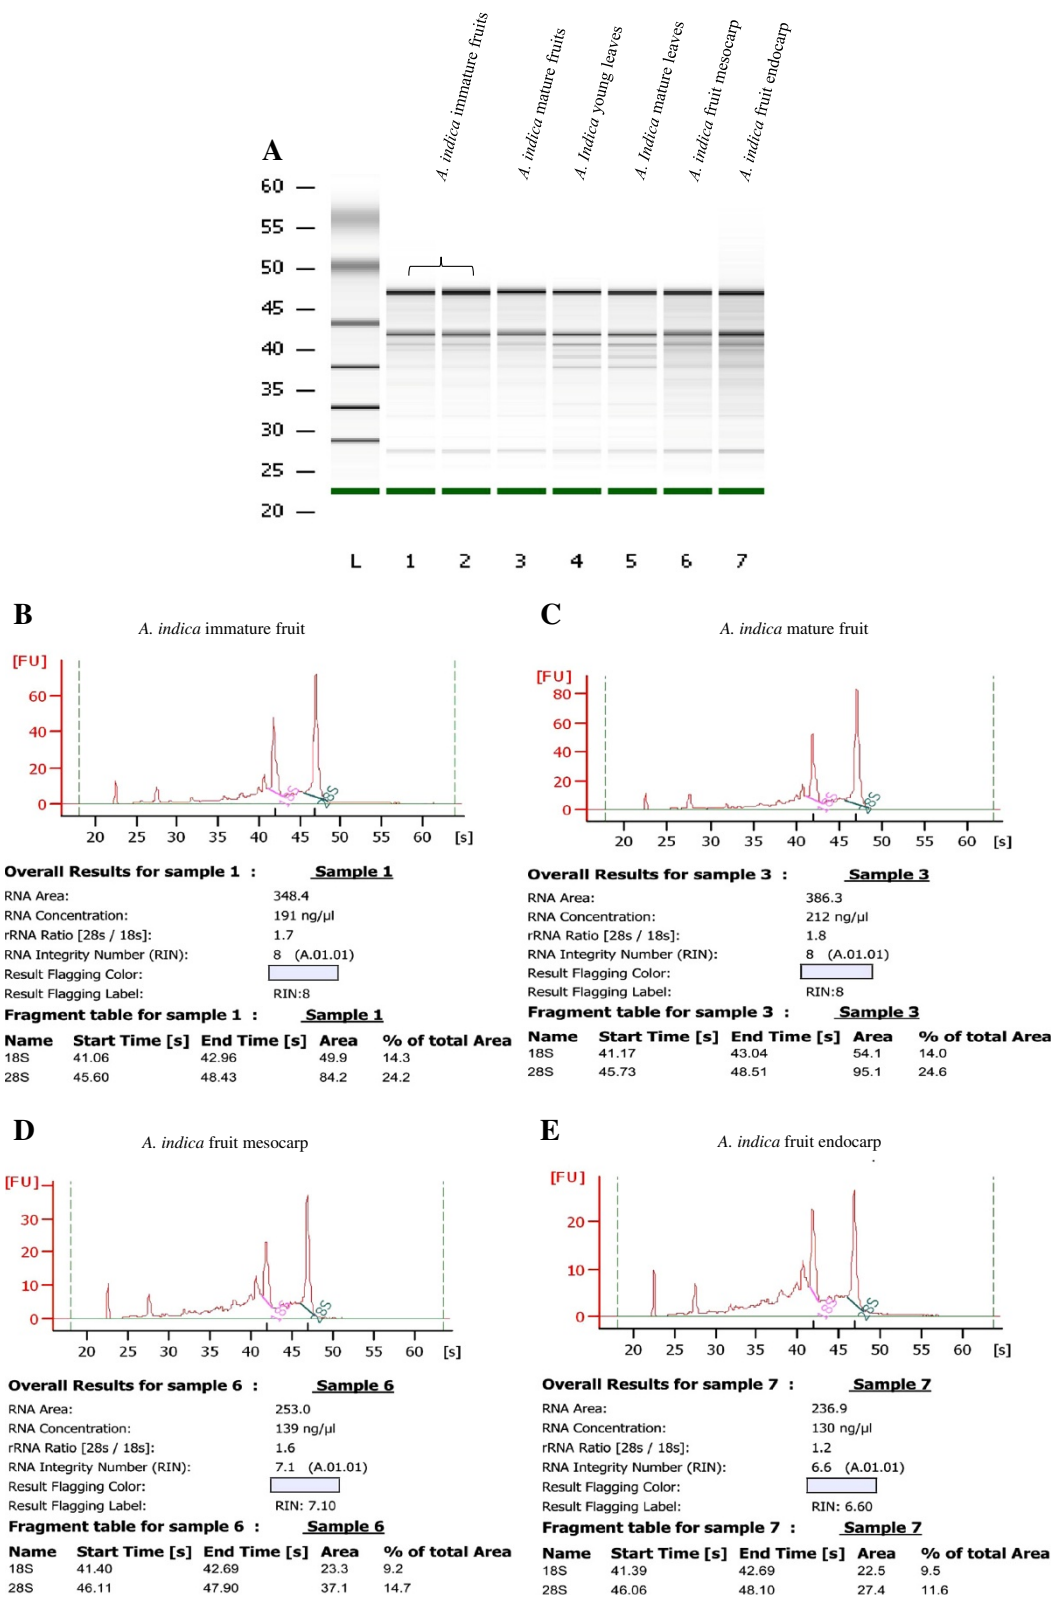 A. indica immature fruits
A. indica mature fruits
A. Indica young leaves
A. Indica mature leaves
A. indica fruit mesocarp
A. indica fruit endocarp
A
60
55
50
45
40
35
30
25
20
L 1 2 3 4 5 6 7
B
A. indica immature fruit
[FU]
60
40
20
0
18S
28S
20 25 30 35 40 45 50 55 60 [s]
Overall Results for sample 1 : Sample 1
RNA Area: 348.4
RNA Concentration: 191 ng/µl
rRNA Ratio [28s / 18s]: 1.7
RNA Integrity Number (RIN): 8 (A.01.01)
Result Flagging Color:
Result Flagging Label: RIN:8
Fragment table for sample 1 : Sample 1
Name Start Time [s] End Time [s] Area % of total Area
18S 41.06 42.96 49.9 14.3
28S 45.60 48.43 84.2 24.2
C
A. indica mature fruit
[FU]
80
60
40
20
0
18S
28S
20 25 30 35 40 45 50 55 60 [s]
Overall Results for sample 3 : Sample 3
RNA Area: 386.3
RNA Concentration: 212 ng/µl
rRNA Ratio [28s / 18s]: 1.8
RNA Integrity Number (RIN): 8 (A.01.01)
Result Flagging Color:
Result Flagging Label: RIN:8
Fragment table for sample 3 : Sample 3
Name Start Time [s] End Time [s] Area % of total Area
18S 41.17 43.04 54.1 14.0
28S 45.73 48.51 95.1 24.6
D
A. indica fruit mesocarp
[FU]
30
20
10
0
18S
28S
20 25 30 35 40 45 50 55 60 [s]
Overall Results for sample 6 : Sample 6
RNA Area: 253.0
RNA Concentration: 139 ng/µl
rRNA Ratio [28s / 18s]: 1.6
RNA Integrity Number (RIN): 7.1 (A.01.01)
Result Flagging Color:
Result Flagging Label: RIN: 7.10
Fragment table for sample 6 : Sample 6
Name Start Time [s] End Time [s] Area % of total Area
18S 41.40 42.69 23.3 9.2
28S 46.11 47.90 37.1 14.7
E
A. indica fruit endocarp
[FU]
20
10
0
18S
28S
20 25 30 35 40 45 50 55 60 [s]
Overall Results for sample 7 : Sample 7
RNA Area: 236.9
RNA Concentration: 130 ng/µl
rRNA Ratio [28s / 18s]: 1.2
RNA Integrity Number (RIN): 6.6 (A.01.01)
Result Flagging Color:
Result Flagging Label: RIN: 6.60
Fragment table for sample 7 : Sample 7
Name Start Time [s] End Time [s] Area % of total Area
18S 41.39 42.69 22.5 9.5
28S 46.06 48.10 27.4 11.6